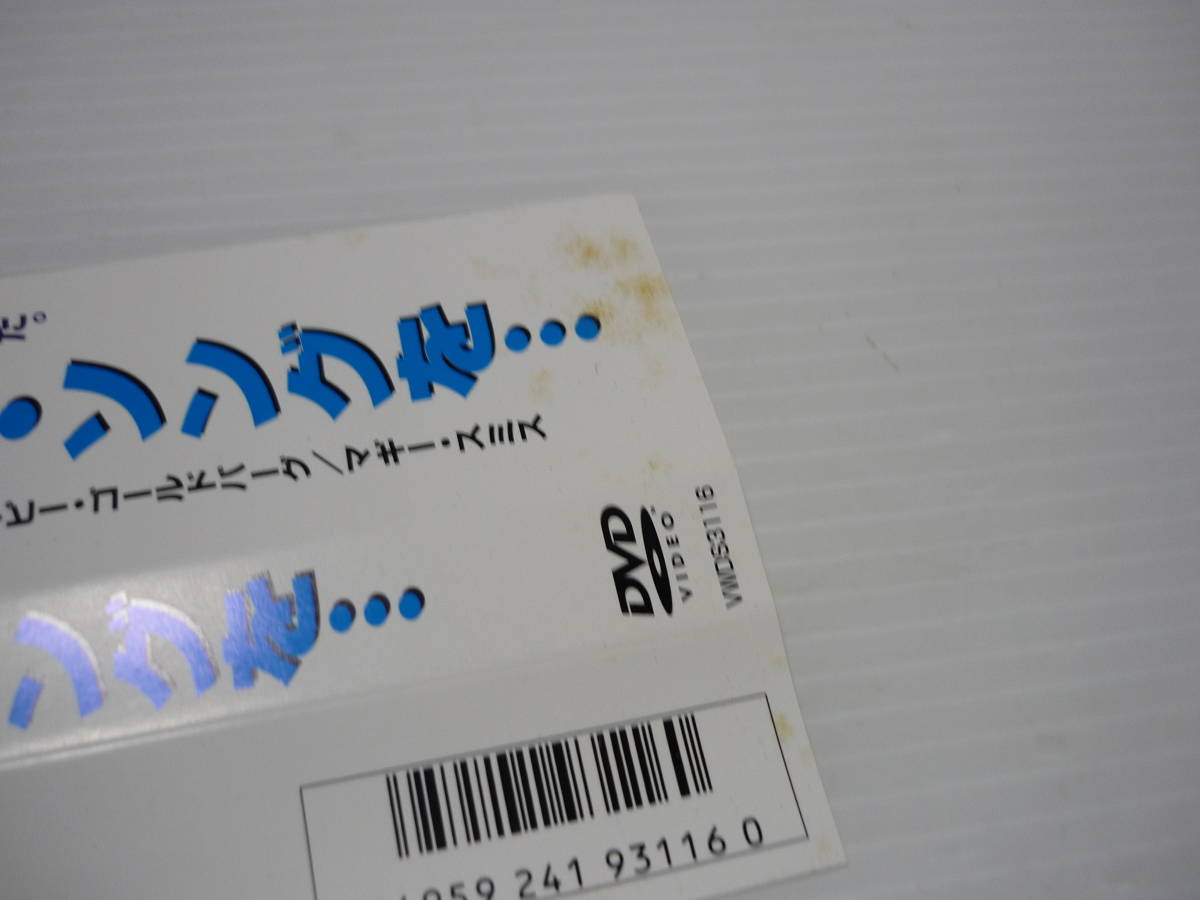 た。
・ソングを・・・
ピー・ゴールドバーグ/マギー・スミス
DVD
VIDEO
VWDS3116
ングを・・・
4959 241 93116 0